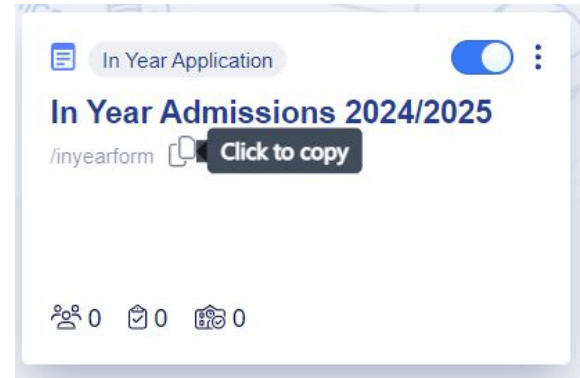 In Year Application
In Year Admissions 2024/2025
/inyearform Click to copy
0 0 0